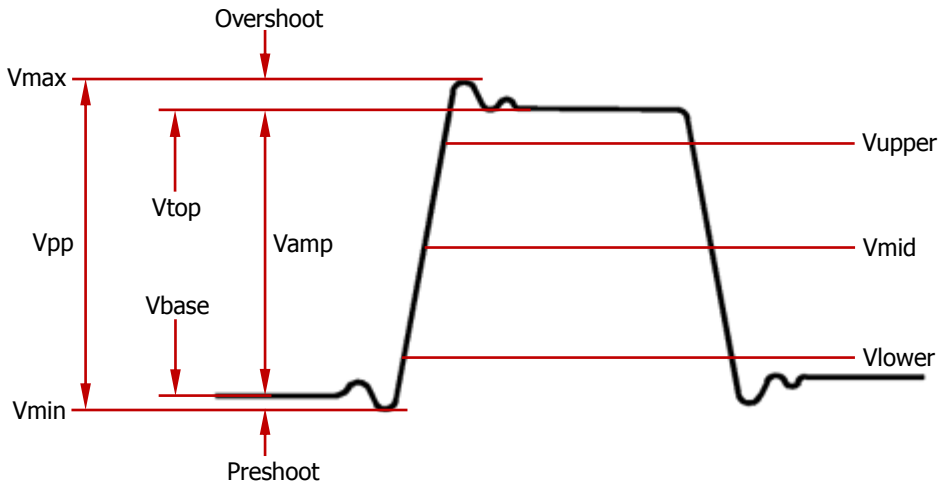 Overshoot
Vmax
Vupper
Vtop
Vpp
Vamp
Vmid
Vbase
Vlower
Vmin
Preshoot